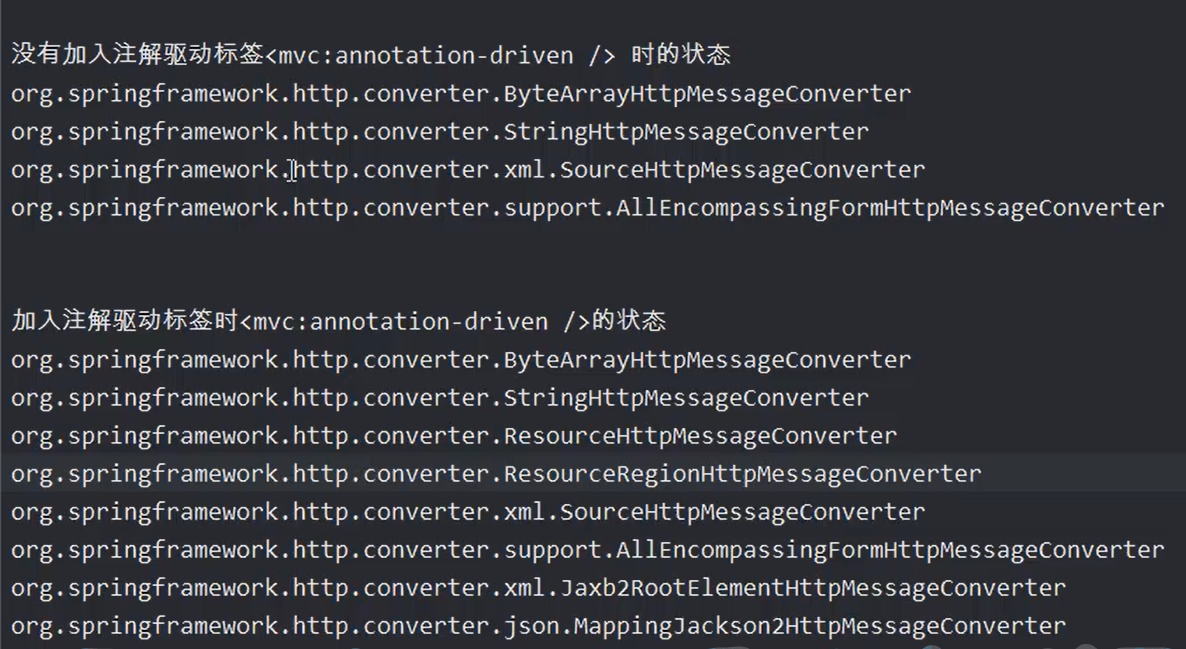 没有加入注解驱动标签<mvc:annotation-driven /> 时的状态
org.springframework.http.converter.ByteArrayHttpMessageConverter
org.springframework.http.converter.StringHttpMessageConverter
org.springframework.http.converter.xml.SourceHttpMessageConverter
org.springframework.http.converter.support.AllEncompassingFormHttpMessageConverter
加入注解驱动标签时<mvc:annotation-driven />的状态
org.springframework.http.converter.ByteArrayHttpMessageConverter
org.springframework.http.converter.StringHttpMessageConverter
org.springframework.http.converter.ResourceHttpMessageConverter
org.springframework.http.converter.ResourceRegionHttpMessageConverter
org.springframework.http.converter.xml.SourceHttpMessageConverter
org.springframework.http.converter.support.AllEncompassingFormHttpMessageConverter
org.springframework.http.converter.xml.Jaxb2RootElementHttpMessageConverter
org.springframework.http.converter.json.MappingJackson2HttpMessageConverter